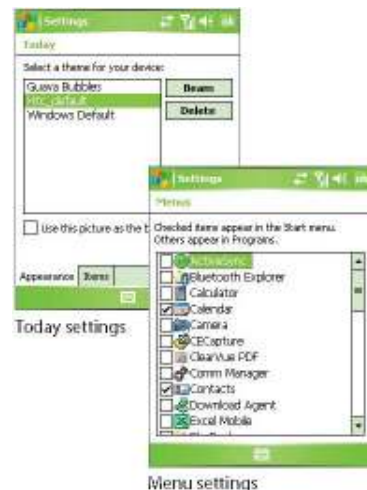 Settings
ok
Today
Select a theme for your device:
Guava Bubbles
HTC_default
Windows Default
Beam
Delete
Use this picture as the b
Appearance
Items
Today settings
Settings
ok
Menus
Checked items appear in the Start menu.
Others appear in Programs.
ActiveSync
Bluetooth Explorer
Calculator
Calendar
Camera
CECapture
ClearVue PDF
Comm Manager
Contacts
Download Agent
Excel Mobile
Menu settings